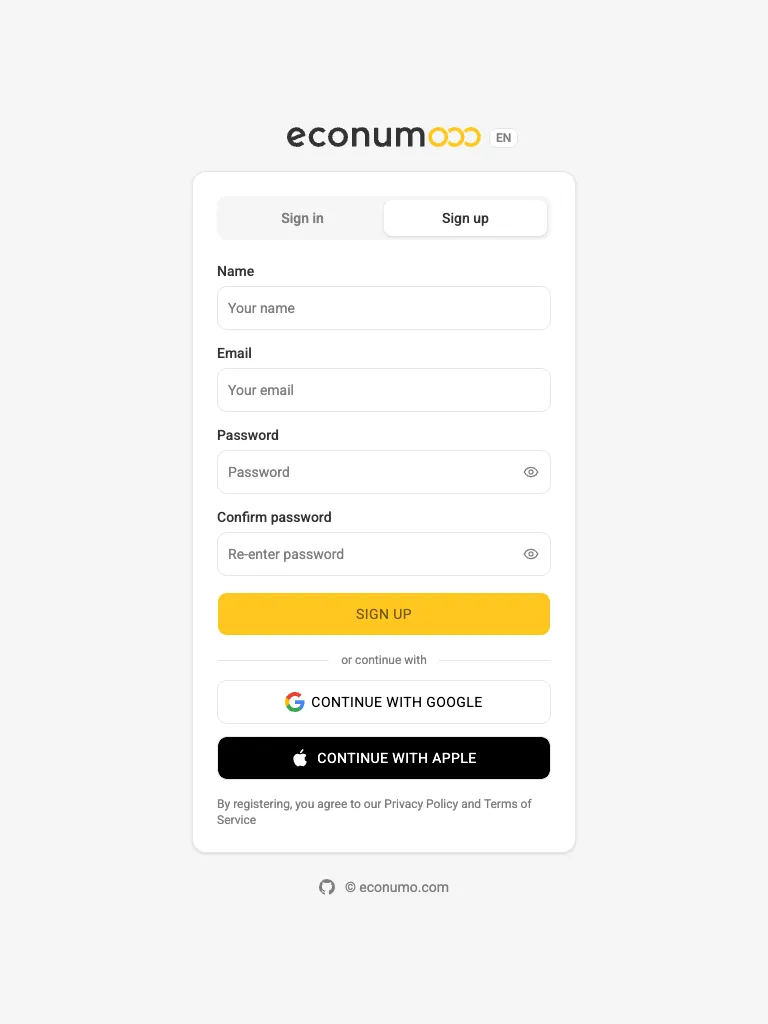 econumooo
EN
Sign in
Sign up
Name
Your name
Email
Your email
Password
Password
Confirm password
Re-enter password
SIGN UP
or continue with
CONTINUE WITH GOOGLE
CONTINUE WITH APPLE
By registering, you agree to our Privacy Policy and Terms of
Service
© econumo.com